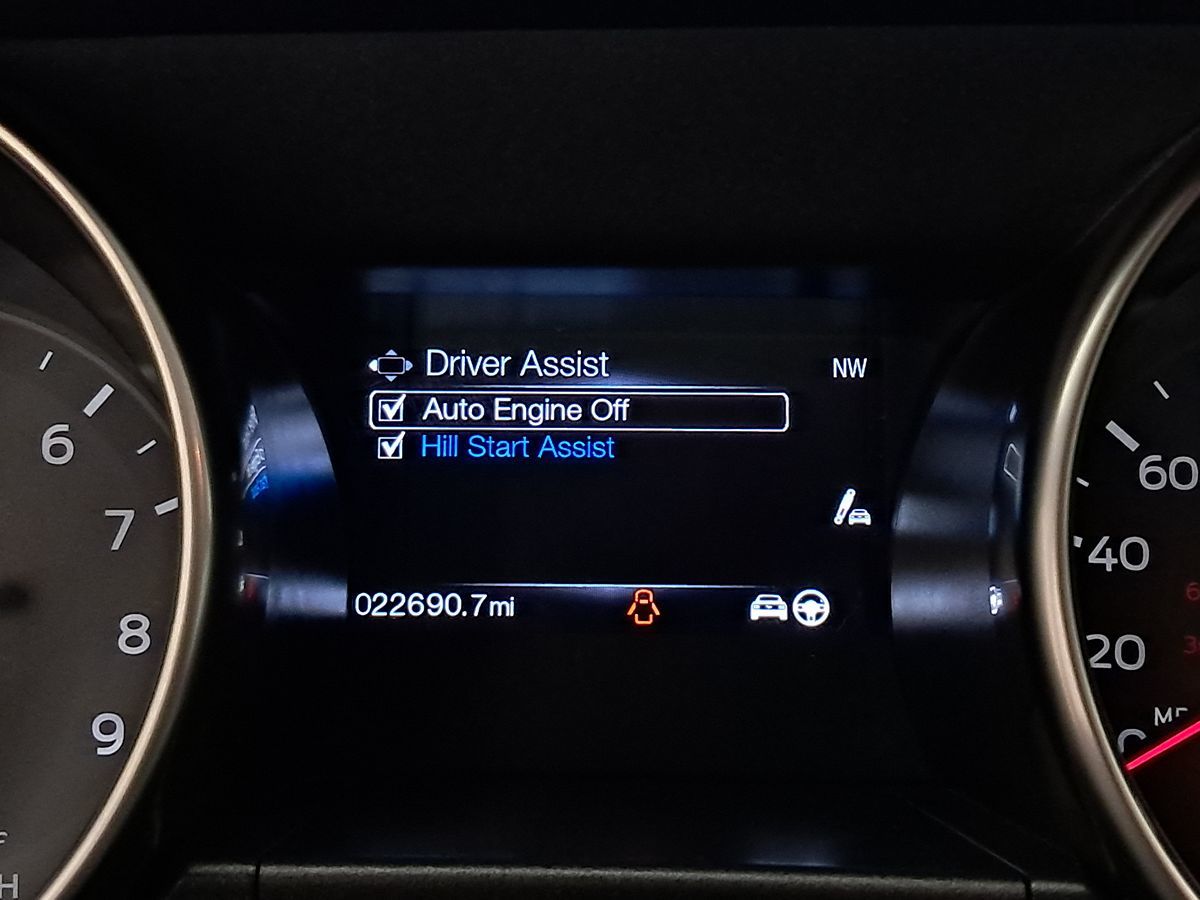 Driver Assist
NW
Auto Engine Off
Hill Start Assist
022690.7mi
6
7
8
9
H
60
40
20